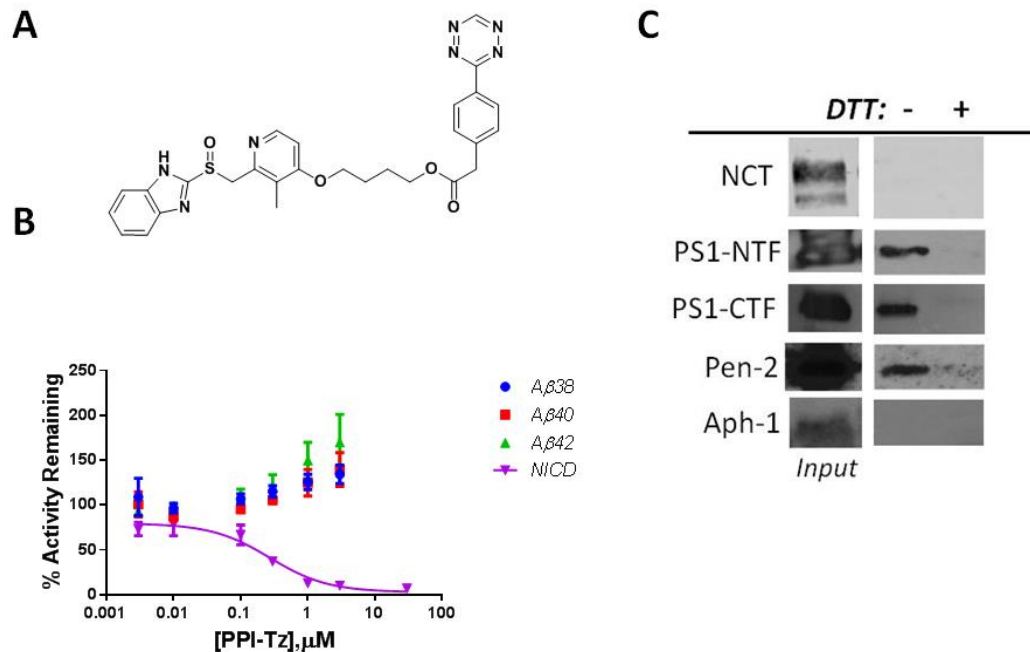 A
O
N
N
N
N
H
N
S
N
N
O
O
O
B
250
200
150
100
50
0
% Activity Remaining
0.001 0.01 0.1 1 10 100
[PPI-Tz],µM
Aβ38
Aβ40
Aβ42
NICD
C
DTT: - +
NCT
PS1-NTF
PS1-CTF
Pen-2
Aph-1
Input